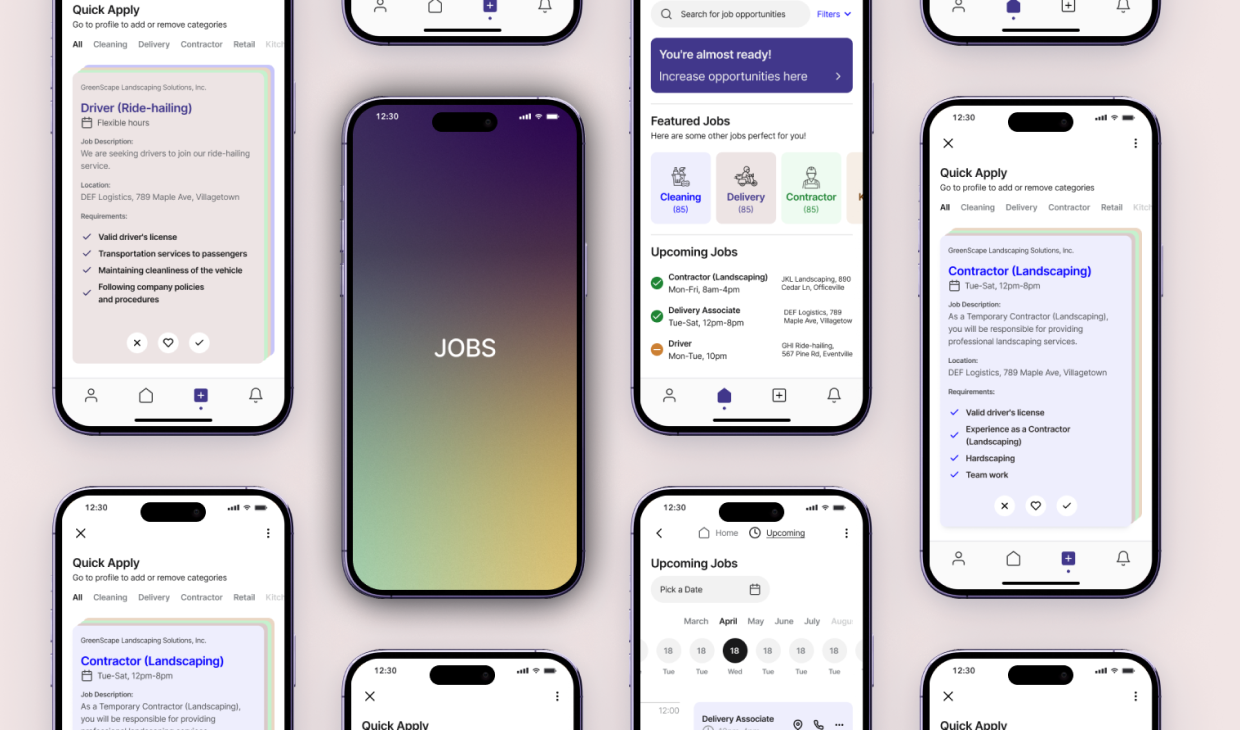 Quick Apply
Go to profile to add or remove categories
All Cleaning Delivery Contractor Retail Kitch
GreenScape Landscaping Solutions, Inc.
Driver (Ride-hailing)
Flexible hours
Job Description:
We are seeking drivers to join our ride-hailing
service.
Location:
DEF Logistics, 789 Maple Ave, Villagetown
Requirements:
Valid driver's license
Transportation services to passengers
Maintaining cleanliness of the vehicle
Following company policies
and procedures
12:30
Quick Apply
Go to profile to add or remove categories
All Cleaning Delivery Contractor Retail Kitc
GreenScape Landscaping Solutions, Inc.
Contractor (Landscaping)
Tue-Sat, 12pm-8pm
Job Description:
As a Temporary Contractor (Landscaping),
you will be responsible for providing
professional landscaping services.
12:30
JOBS
12:30
Quick Apply
Search for job opportunities
Filters
You're almost ready!
Increase opportunities here
Featured Jobs
Here are some other jobs perfect for you!
Cleaning
(85)
Delivery
(85)
Contractor
(85)
K
Upcoming Jobs
Contractor (Landscaping)
Mon-Fri, 8am-4pm
JKL Landscaping, 890
Cedar Ln, Officeville
Delivery Associate
Tue-Sat, 12pm-8pm
DEF Logistics, 789
Maple Ave, Villagetow
Driver
Mon-Tue, 10pm
GHI Ride-hailing,
567 Pine Rd, Eventville
12:30
Home Upcoming
Upcoming Jobs
Pick a Date
March April May June July Augu
18 18 18 18 18 18
Tue Tue Wed Tue Tue Tue
12:00
Delivery Associate
12:30
Quick Apply
Go to profile to add or remove categories
All Cleaning Delivery Contractor Retail Kitch
GreenScape Landscaping Solutions, Inc.
Contractor (Landscaping)
Tue-Sat, 12pm-8pm
Job Description:
As a Temporary Contractor (Landscaping),
you will be responsible for providing
professional landscaping services.
Location:
DEF Logistics, 789 Maple Ave, Villagetown
Requirements:
Valid driver's license
Experience as a Contractor
(Landscaping)
Hardscaping
Team work
12:30
Quick Apply